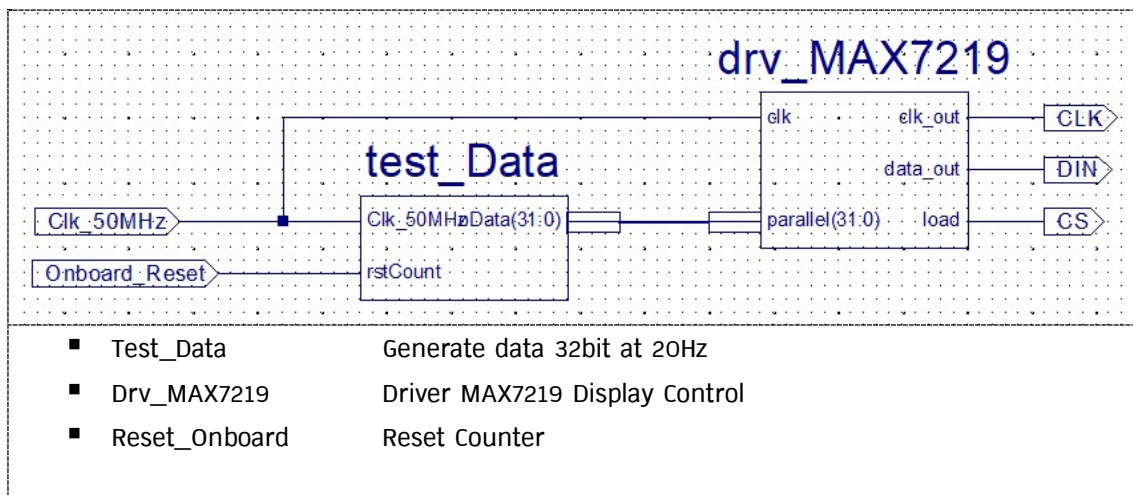 drv_MAX7219
clk clk_out CLK
data_out DIN
parallel(31:0) load CS
test_Data
Clk_50MHz Clk_50MHz oData(31:0)
Onboard_Reset rstCount
■ Test_Data Generate data 32bit at 20Hz
■ Drv_MAX7219 Driver MAX7219 Display Control
■ Reset_Onboard Reset Counter